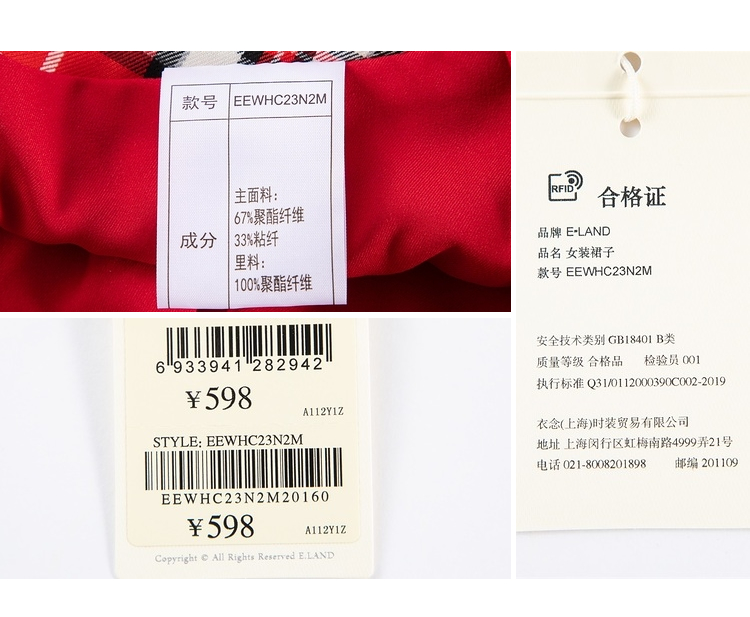 款号 EEWHC23N2M
主面料:
67%聚酯纤维
成分 33%粘纤
里料:
100%聚酯纤维
6 933941 282942
¥598
A112Y1Z
STYLE: EEWHC23N2M
EEWHC23N2M20160
¥598
A112Y1Z
Copyright © All Rights Reserved E.LAND
RFID
合格证
品牌 E•LAND
品名 女装裙子
款号 EEWHC23N2M
安全技术类别 GB18401 B类
质量等级 合格品 检验员 001
执行标准 Q31/0112000390C002-2019
衣念(上海)时装贸易有限公司
地址 上海闵行区虹梅南路4999弄21号
电话 021-8008201898 邮编 201109